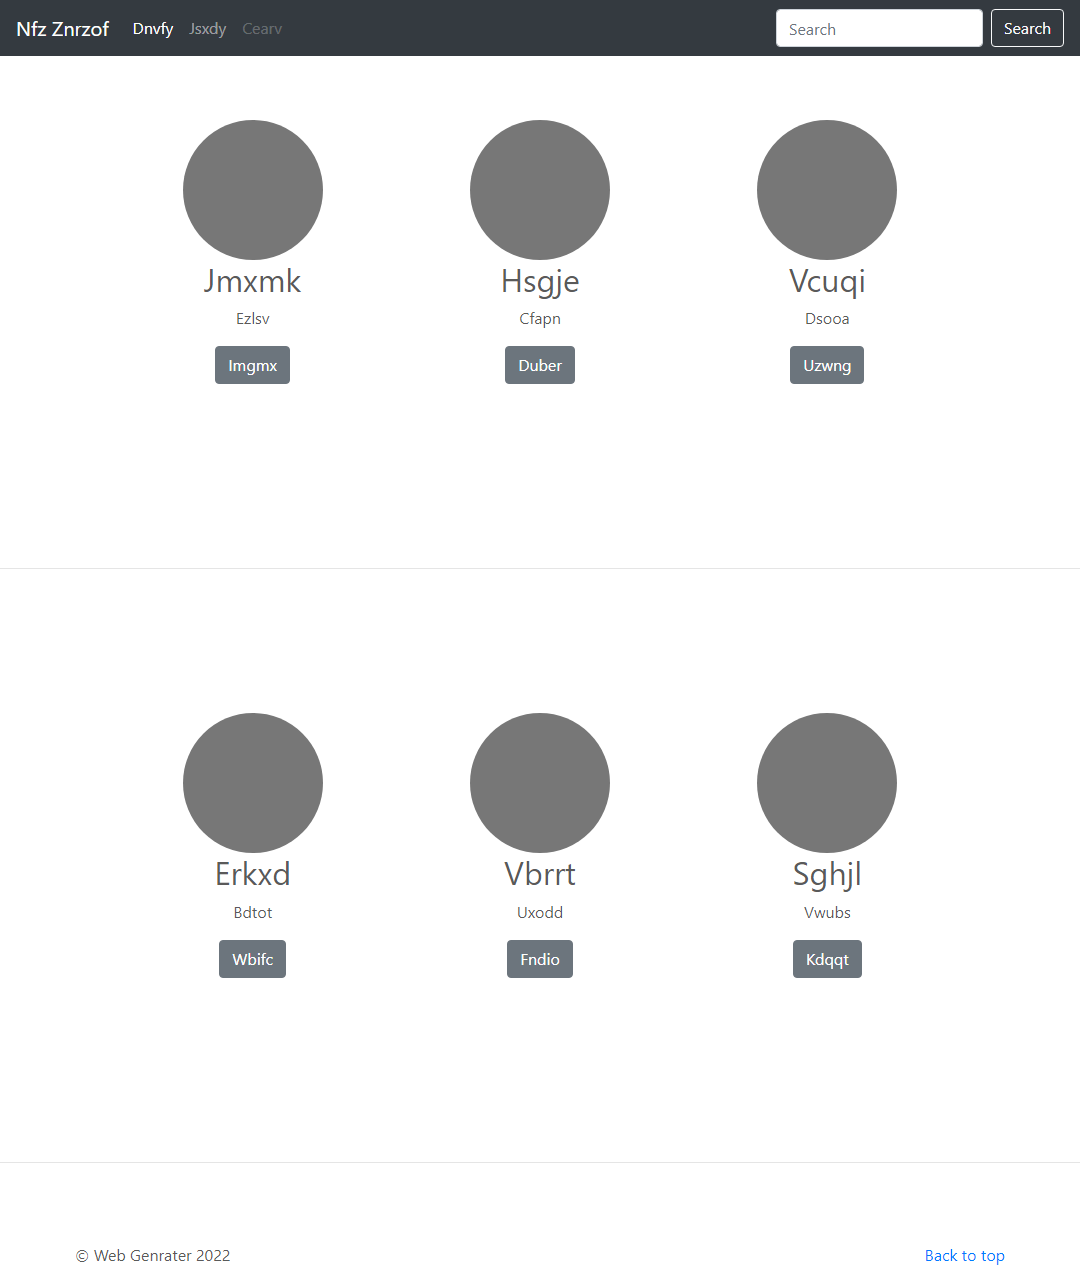 Nfz Znrzof Dnvfy Jsxdy Cearv Search Search
Jmxmk Hsgje Vcuqi
Ezlsv Cfapn Dsooa
Imgmx Duber Uzwng
Erkxd Vbrrt Sghjl
Bdtot Uxodd Vwubs
Wbifc Fndio Kdqqt
© Web Genrater 2022 Back to top